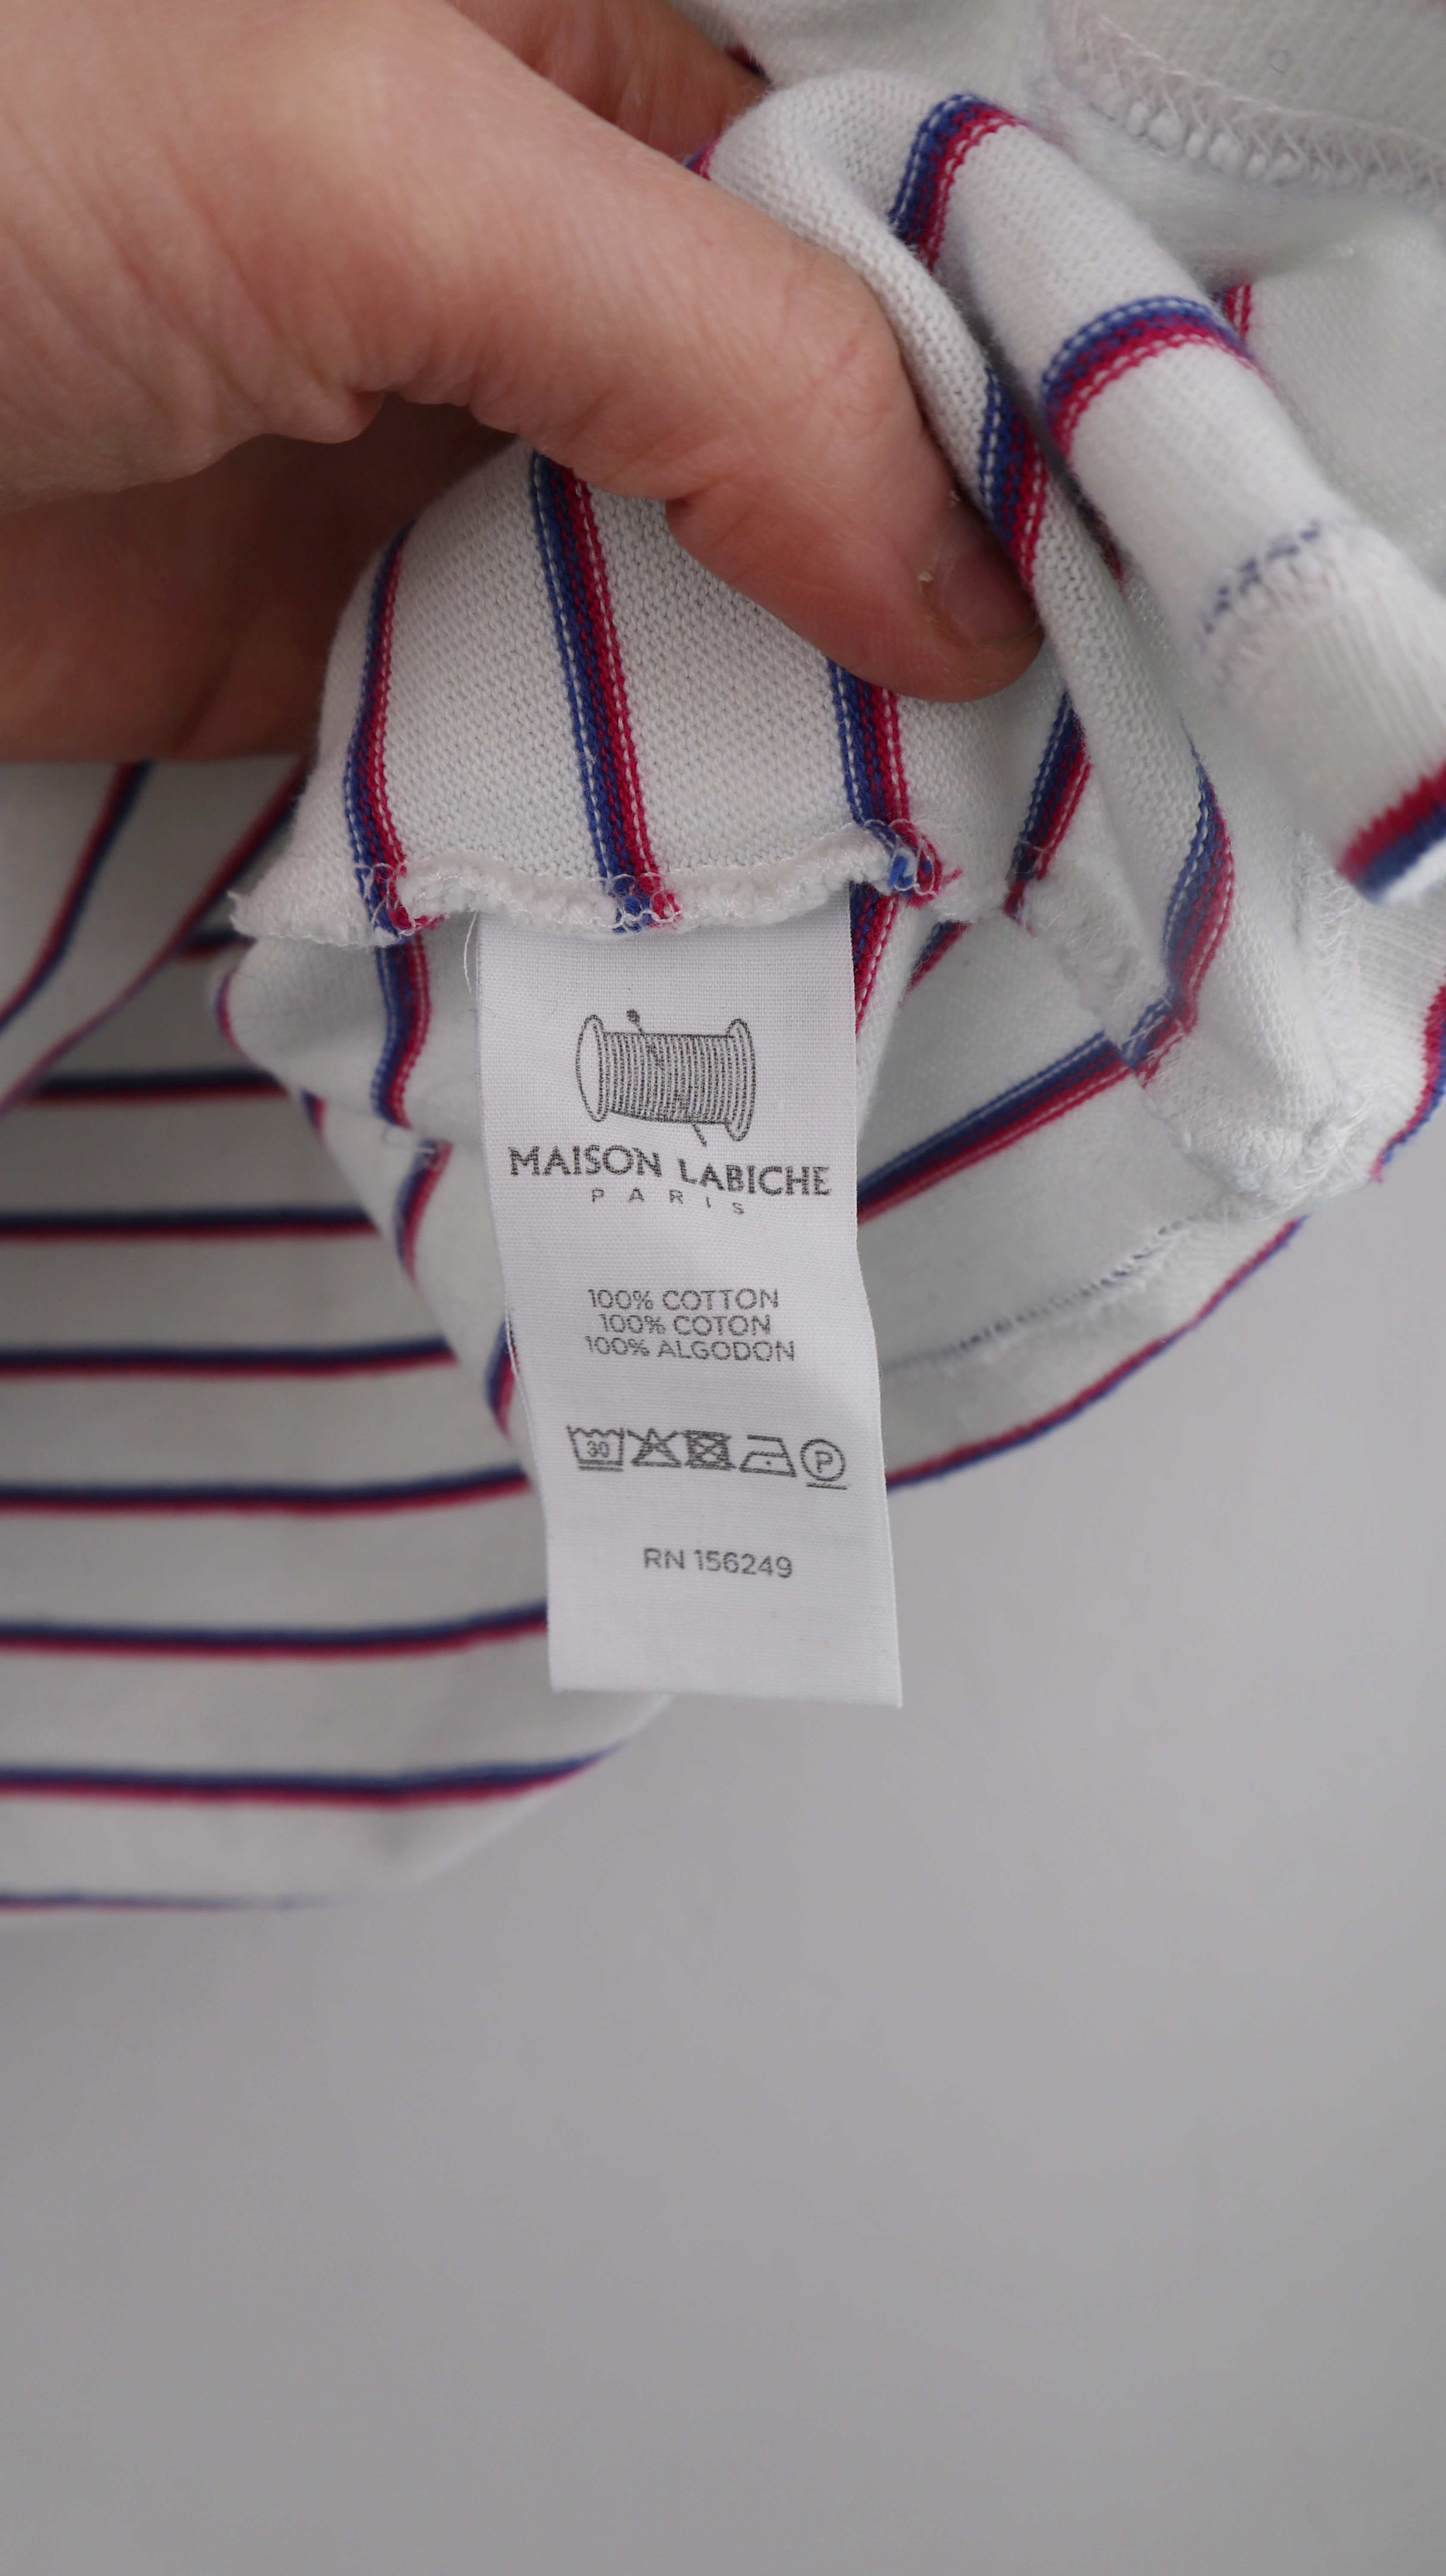 MAISON LABICHE
PARIS
100% COTTON
100% COTON
100% ALGODON
30 P
RN 156249